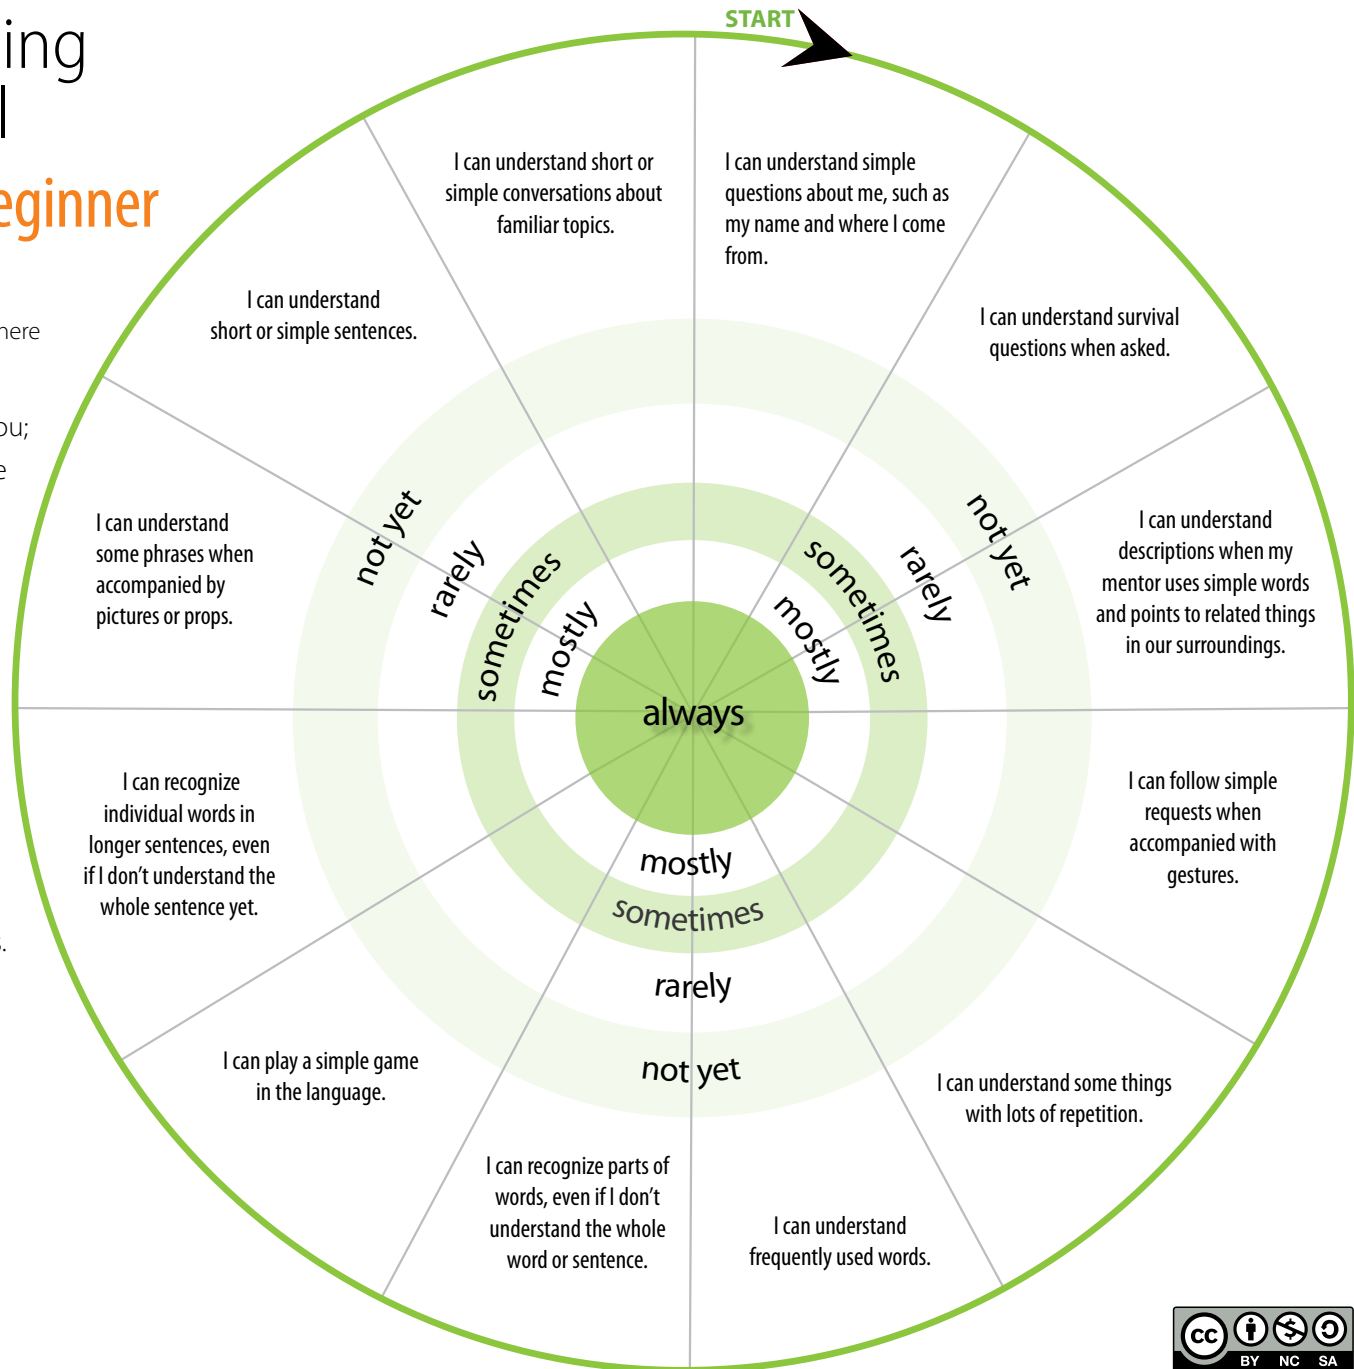 START
ing
l
eginner
here
ou;
e
s.
I can understand simple
questions about me, such as
my name and where I come
from.
I can understand survival
questions when asked.
I can understand
descriptions when my
mentor uses simple words
and points to related things
in our surroundings.
I can follow simple
requests when
accompanied with
gestures.
I can understand some things
with lots of repetition.
I can understand
frequently used words.
I can recognize parts of
words, even if I don't
understand the whole
word or sentence.
I can play a simple game
in the language.
I can recognize
individual words in
longer sentences, even
if I don't understand the
whole sentence yet.
I can understand
some phrases when
accompanied by
pictures or props.
I can understand
short or simple sentences.
I can understand short or
simple conversations about
familiar topics.
not yet
rarely
sometimes
mostly
mostly
sometimes
rarely
not yet
always
mostly
sometimes
rarely
not yet
cc
BY NC SA